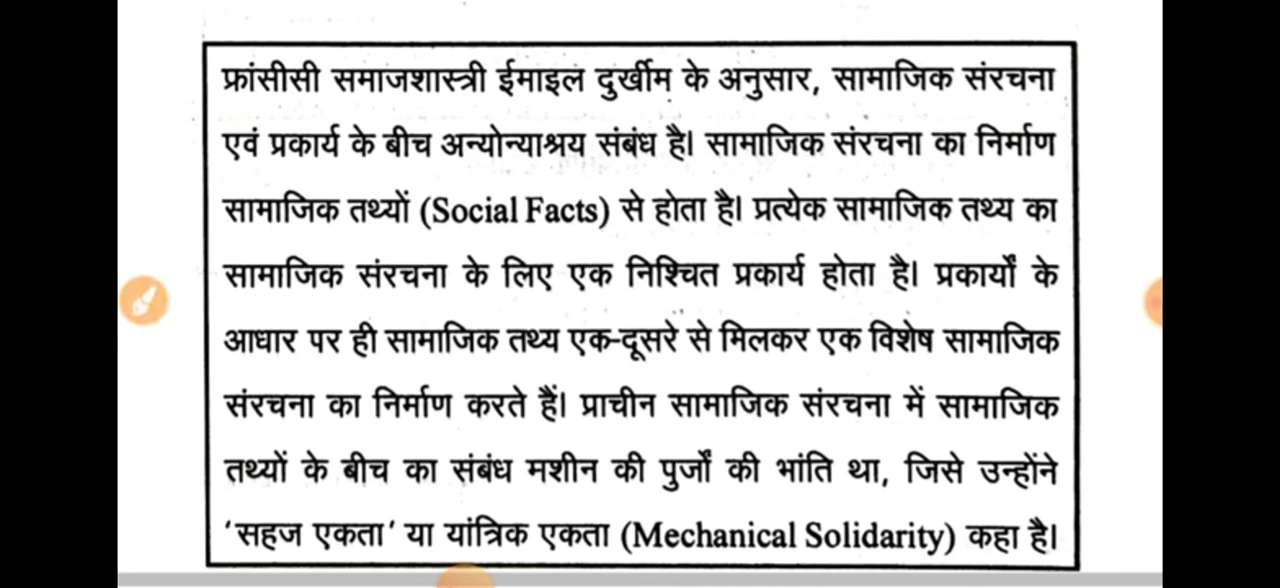 फ्रांसीसी समाजशास्त्री ईमाइल दुर्खीम के अनुसार, सामाजिक संरचना
एवं प्रकार्य के बीच अन्योन्याश्रय संबंध है। सामाजिक संरचना का निर्माण
सामाजिक तथ्यों (Social Facts) से होता है। प्रत्येक सामाजिक तथ्य का
सामाजिक संरचना के लिए एक निश्चित प्रकार्य होता है। प्रकार्यों के
आधार पर ही सामाजिक तथ्य एक-दूसरे से मिलकर एक विशेष सामाजिक
संरचना का निर्माण करते हैं। प्राचीन सामाजिक संरचना में सामाजिक
तथ्यों के बीच का संबंध मशीन की पुर्जों की भांति था, जिसे उन्होंने
‘सहज एकता’ या यांत्रिक एकता (Mechanical Solidarity) कहा है।